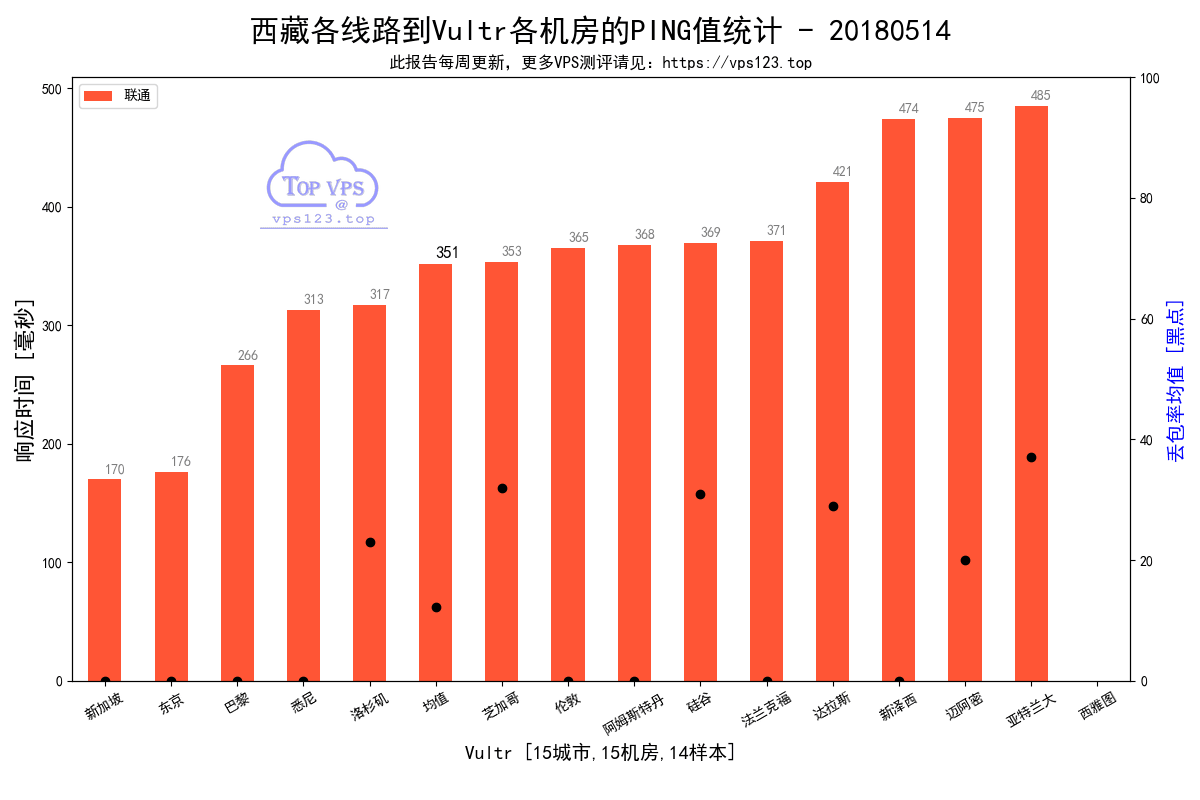 西藏各线路到Vultr各机房的PING值统计 - 20180514
此报告每周更新，更多VPS测评请见：https://vps123.top
联通
TOP VPS
@
vps123.top
响应时间 [毫秒]
丢包率均值 [黑点]
500
400
300
200
100
0
100
80
60
40
20
0
170
176
266
313
317
351
353
365
368
369
371
421
474
475
485
新加坡
东京
巴黎
悉尼
洛杉矶
均值
芝加哥
伦敦
阿姆斯特丹
硅谷
法兰克福
达拉斯
新泽西
迈阿密
亚特兰大
西雅图
Vultr [15城市,15机房,14样本]